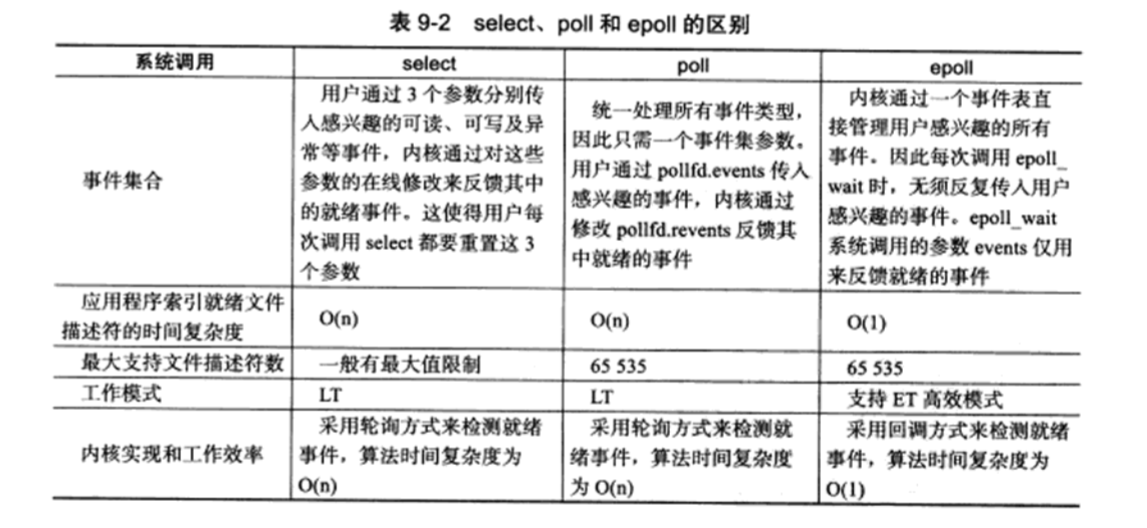 表 9-2 select、poll 和 epoll 的区别
系统调用
select
poll
epoll
事件集合
用户通过 3 个参数分别传
入感兴趣的可读、可写及异
常等事件，内核通过对这些
参数的在线修改来反馈其中
的就绪事件。这使得用户每
次调用 select 都要重置这 3
个参数
统一处理所有事件类型，
因此只需一个事件集参数。
用户通过 pollfd.events 传入
感兴趣的事件，内核通过
修改 pollfd.revents 反馈其
中就绪的事件
内核通过一个事件表直
接管理用户感兴趣的所有
事件。因此每次调用 epoll_
wait 时，无须反复传入用户
感兴趣的事件。epoll_wait
系统调用的参数 events 仅用
来反馈就绪的事件
应用程序索引就绪文件
描述符的时间复杂度
O(n)
O(n)
O(1)
最大支持文件描述符数
一般有最大值限制
65 535
65 535
工作模式
LT
LT
支持 ET 高效模式
内核实现和工作效率
采用轮询方式来检测就绪
事件，算法时间复杂度为
O(n)
采用轮询方式来检测就
绪事件，算法时间复杂度
为 O(n)
采用回调方式来检测就绪
事件，算法时间复杂度为
O(1)